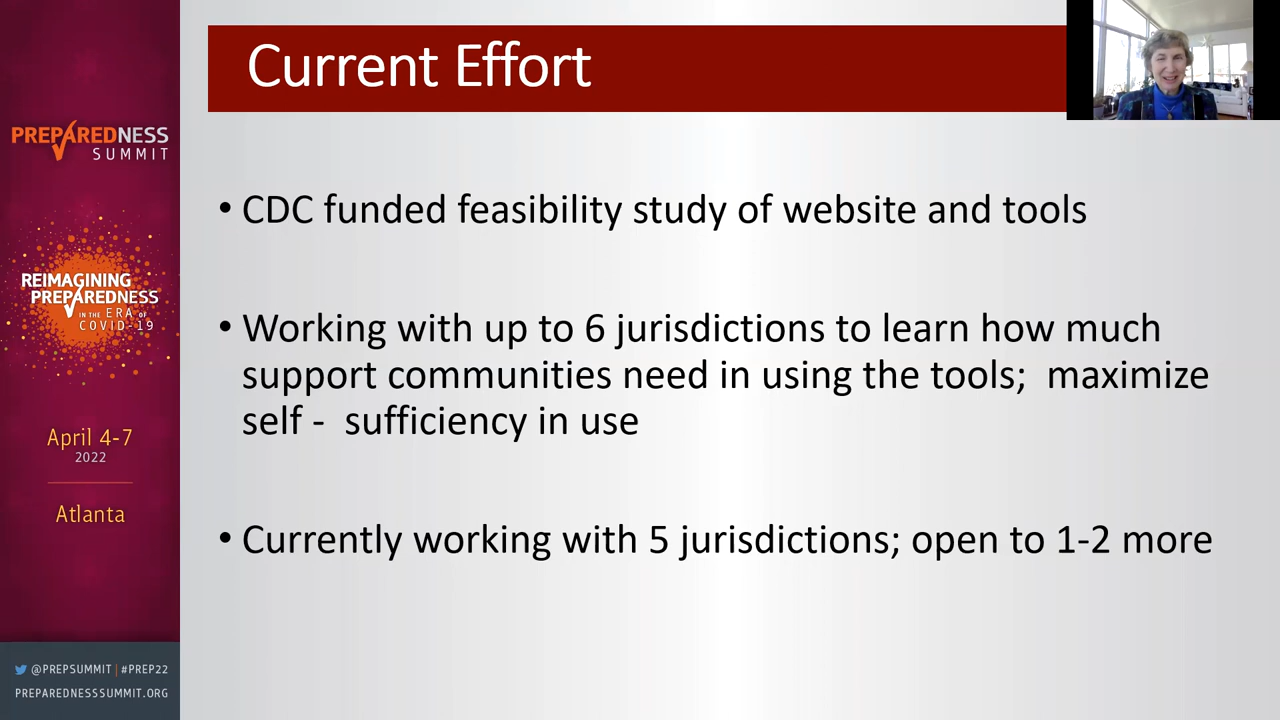 Current Effort
PREPAREDNESS
SUMMIT
REIMAGINING
PREPAREDNESS
IN THE ERA OF
COVID-19
April 4-7
2022
Atlanta
@PREPSUMMIT | #PREP22
PREPAREDNESSSUMMIT.ORG
• CDC funded feasibility study of website and tools
• Working with up to 6 jurisdictions to learn how much
support communities need in using the tools;  maximize
self -  sufficiency in use
• Currently working with 5 jurisdictions; open to 1-2 more